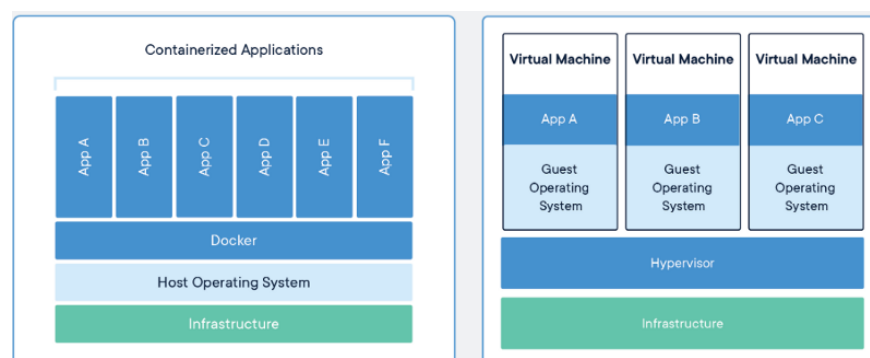 Containerized Applications
App A
App B
App C
App D
App E
App F
Docker
Host Operating System
Infrastructure
Virtual Machine
App A
Guest
Operating
System
Virtual Machine
App B
Guest
Operating
System
Virtual Machine
App C
Guest
Operating
System
Hypervisor
Infrastructure